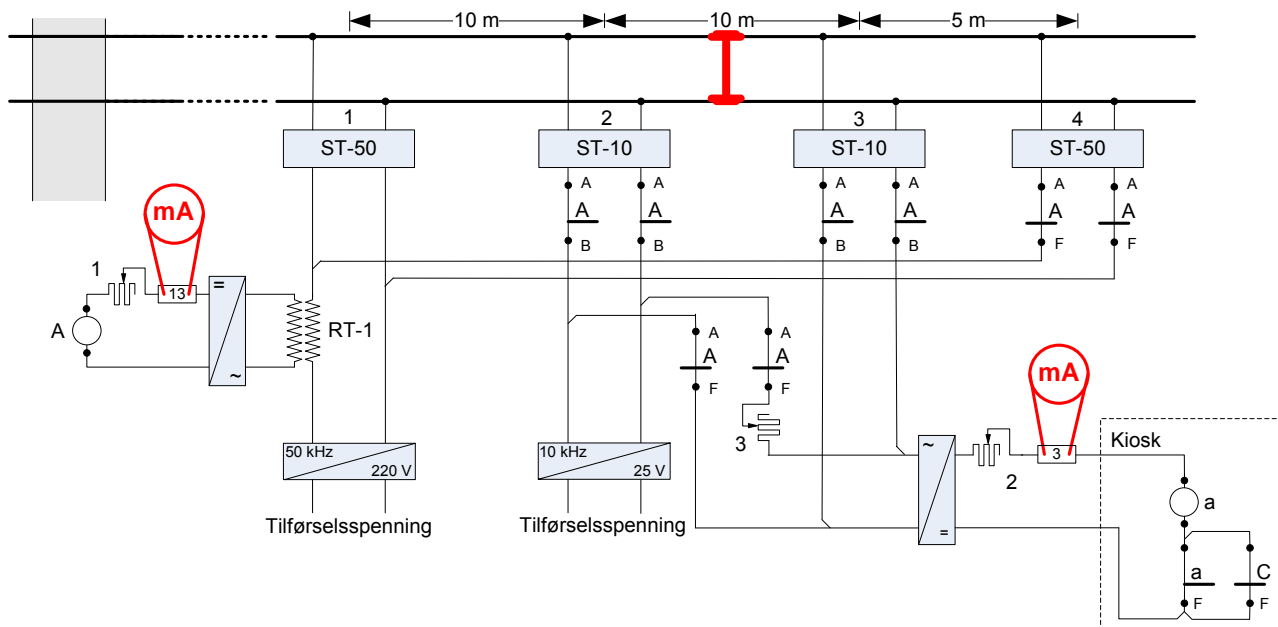 10 m 10 m 5 m
1 2 3 4
ST-50 ST-10 ST-10 ST-50
A A A A A A
A A A A A A
B B B B F F
mA
1
13
=
~
A
RT-1
A A
A A
F F
3
mA
~
=
2
3
Kiosk
a
a C
F F
50 kHz
220 V
10 kHz
25 V
Tilførselsspenning Tilførselsspenning